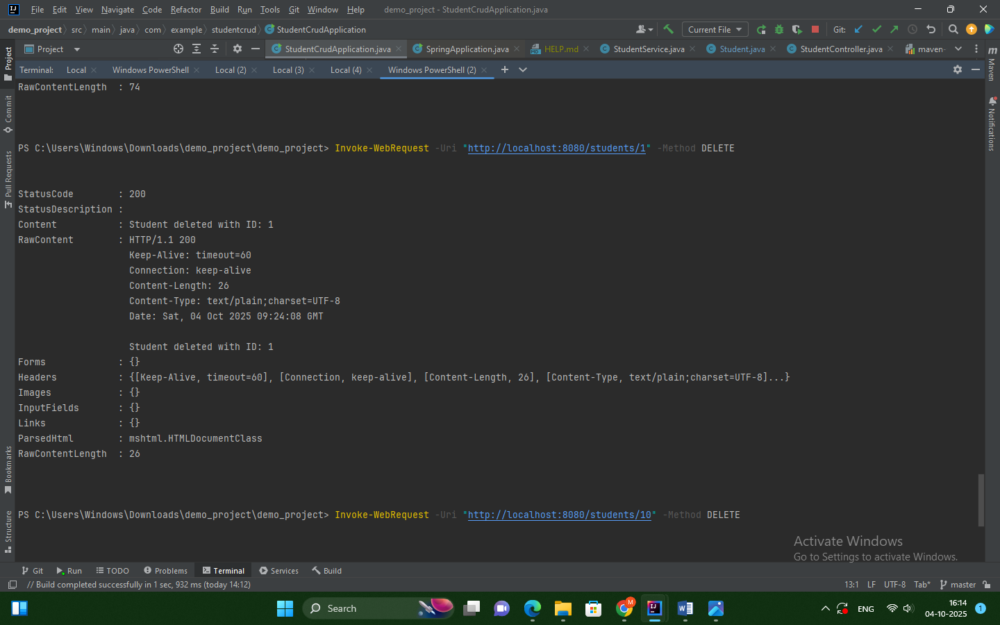 File Edit View Navigate Code Refactor Build Run Tools Git Window Help demo_project - StudentCrudApplication.java
demo_project src main java com example studentcrud StudentCrudApplication Current File Git:
Project StudentCrudApplication.java SpringApplication.java HELP.md StudentService.java Student.java StudentController.java maven-
Terminal: Local Windows PowerShell Local (2) Local (3) Local (4) Windows PowerShell (2)
RawContentLength : 74
PS C:\Users\Windows\Downloads\demo_project\demo_project> Invoke-WebRequest -Uri "http://localhost:8080/students/1" -Method DELETE
StatusCode : 200
StatusDescription :
Content : Student deleted with ID: 1
RawContent : HTTP/1.1 200
Keep-Alive: timeout=60
Connection: keep-alive
Content-Length: 26
Content-Type: text/plain;charset=UTF-8
Date: Sat, 04 Oct 2025 09:24:08 GMT
Student deleted with ID: 1
Forms : {}
Headers : {[Keep-Alive, timeout=60], [Connection, keep-alive], [Content-Length, 26], [Content-Type, text/plain;charset=UTF-8]...}
Images : {}
InputFields : {}
Links : {}
ParsedHtml : mshtml.HTMLDocumentClass
RawContentLength : 26
PS C:\Users\Windows\Downloads\demo_project\demo_project> Invoke-WebRequest -Uri "http://localhost:8080/students/10" -Method DELETE
Activate Windows
Go to Settings to activate Windows.
Project
Commit
Pull Requests
Bookmarks
Structure
Maven
Notifications
Git Run TODO Problems Terminal Services Build
// Build completed successfully in 1 sec, 932 ms (today 14:12) 13:1 LF UTF-8 Tab* master
Search ENG 16:14
04-10-2025 1